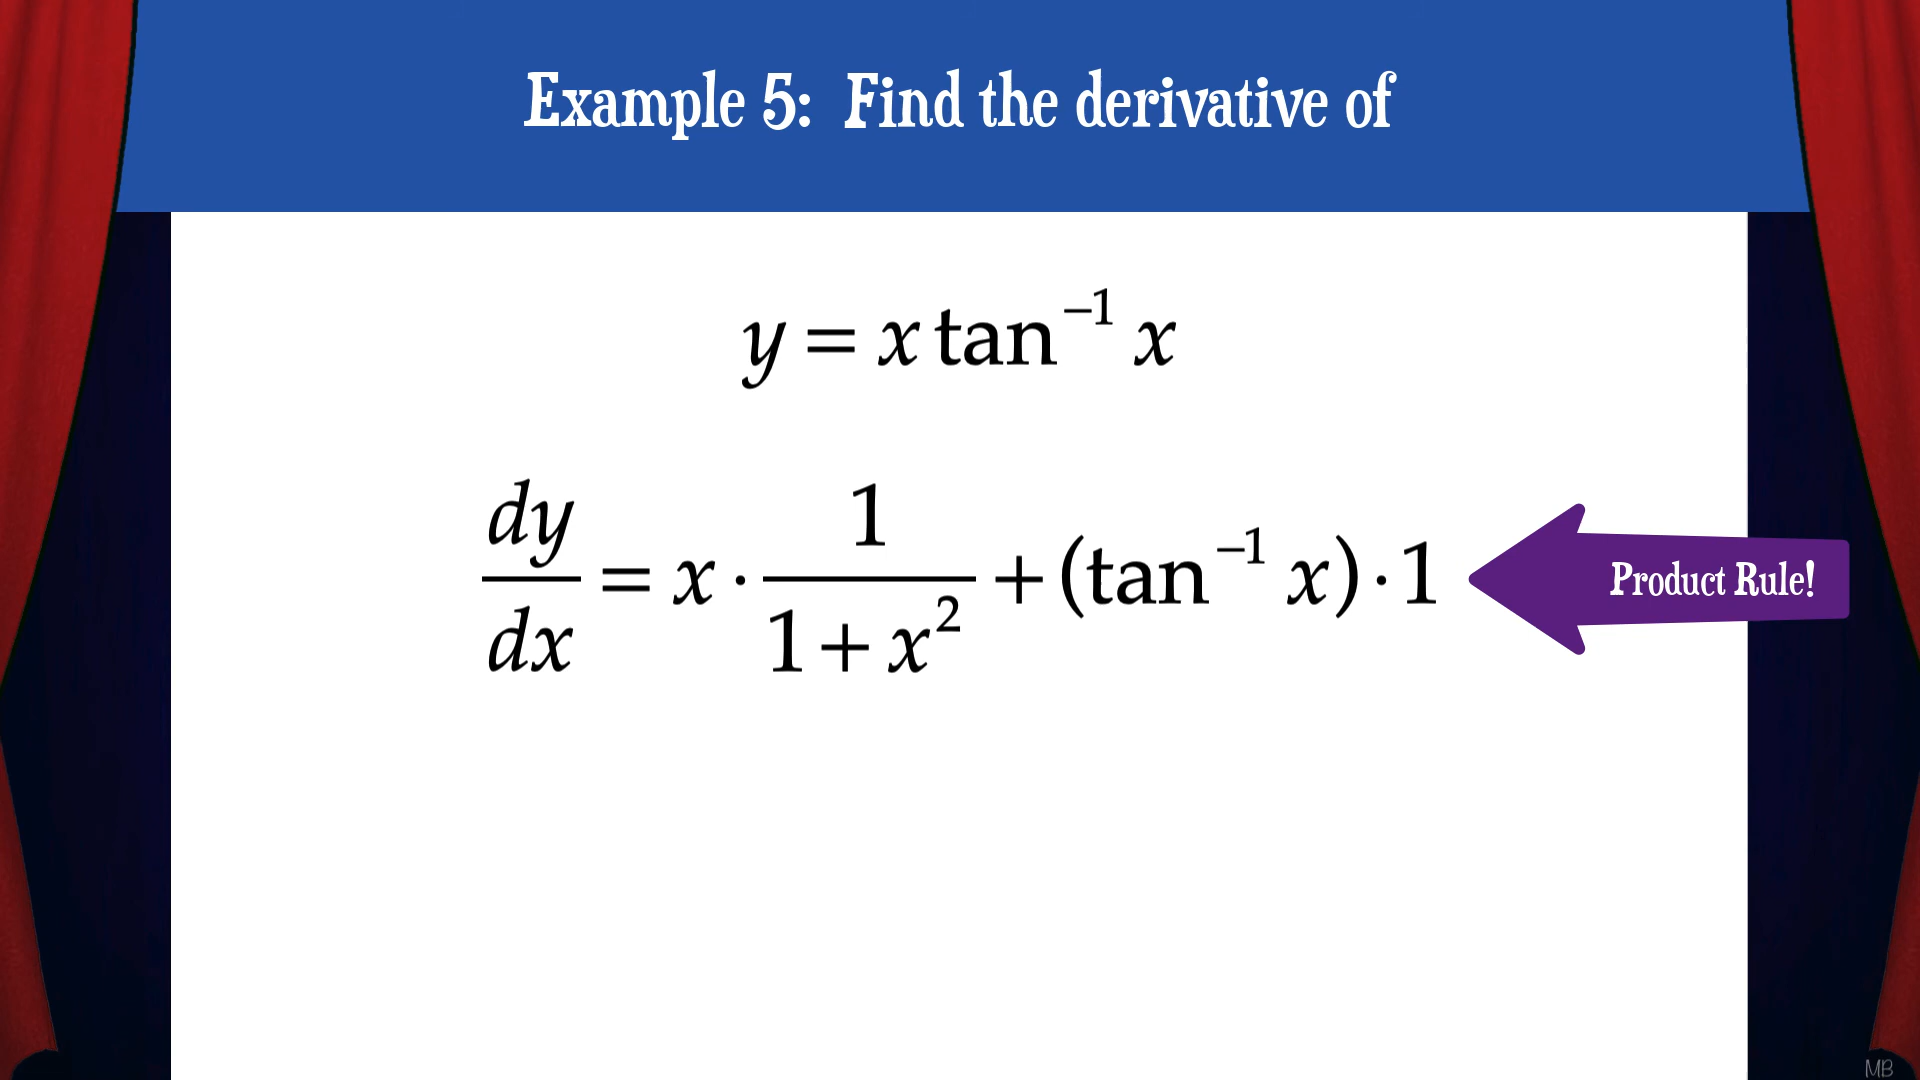 Example 5: Find the derivative of
y = x tan⁻¹ x
dy/dx = x · 1/(1 + x²) + (tan⁻¹ x) · 1
Product Rule!
MB